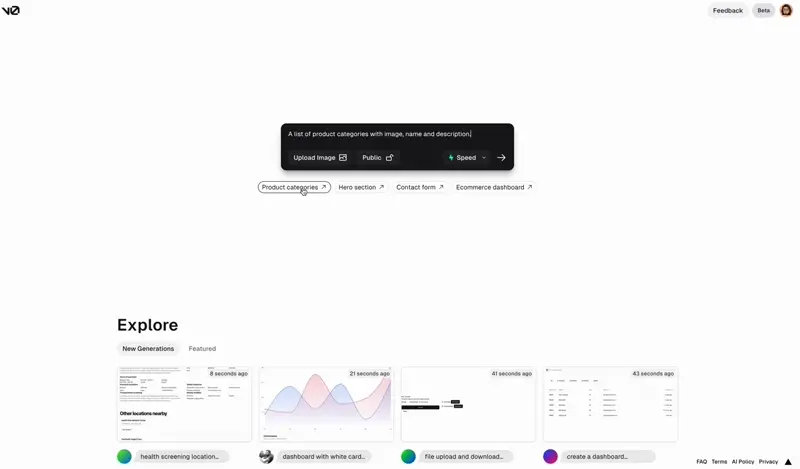 v0
Feedback
Beta
A list of product categories with image, name and description.
Upload Image
Public
Speed
Product categories
Hero section
Contact form
Ecommerce dashboard
Explore
New Generations
Featured
8 seconds ago
21 seconds ago
41 seconds ago
43 seconds ago
Other locations nearby
health screening location...
dashboard with white card...
file upload and download...
create a dashboard...
FAQ
Terms
AI Policy
Privacy